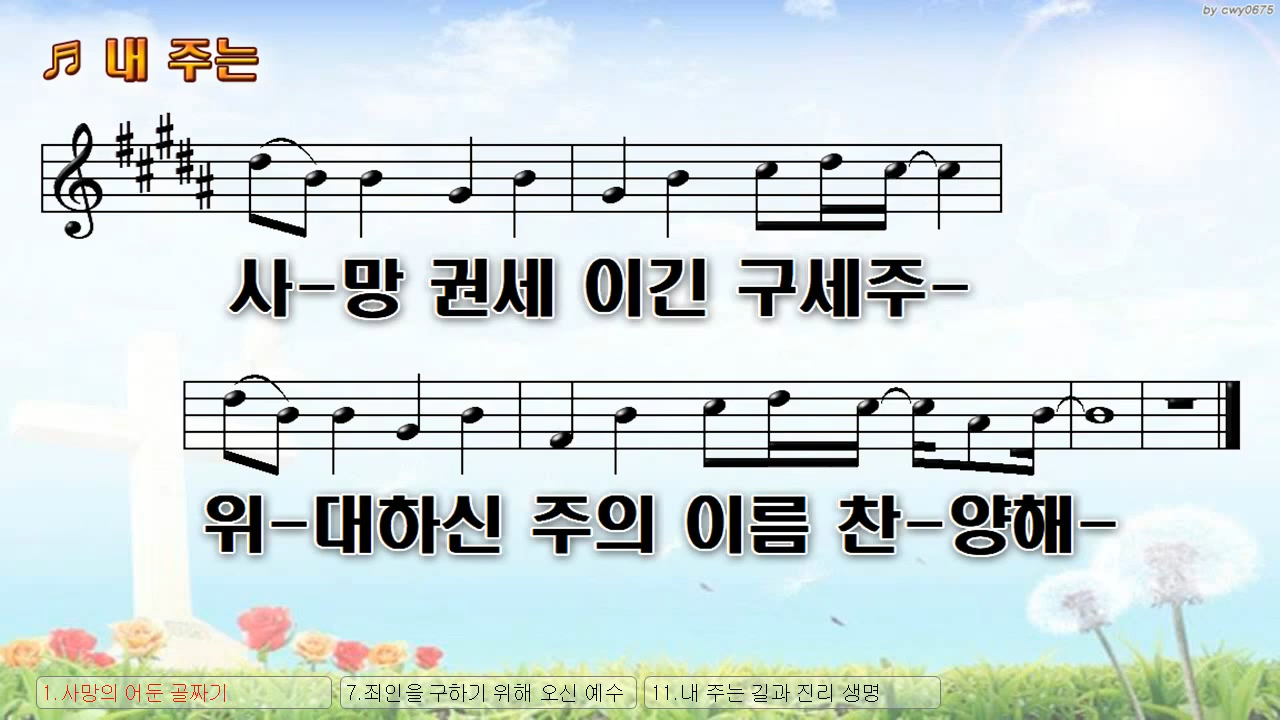 by cwy0675
♬ 내 주는
사-망 권세 이긴 구세주-
위-대하신 주의 이름 찬-양해-
1.사망의 어둔 골짜기
7.죄인을 구하기 위해 오신 예수
11.내 주는 길과 진리 생명